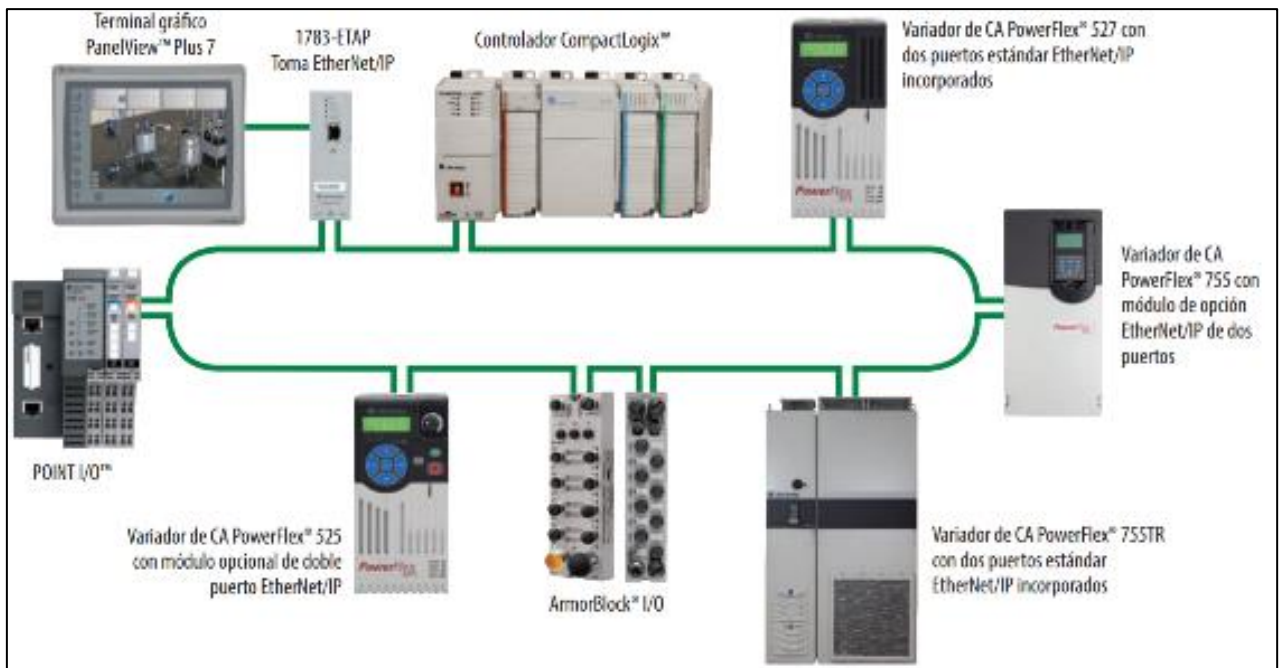 Terminal gráfico
PanelView™ Plus 7
1783-ETAP
Toma EtherNet/IP
Controlador CompactLogix™
Variador de CA PowerFlex® 527 con
dos puertos estándar EtherNet/IP
incorporados
Variador de CA
PowerFlex® 755 con
módulo de opción
EtherNet/IP de dos
puertos
POINT I/O™
Variador de CA PowerFlex® 525
con módulo opcional de doble
puerto EtherNet/IP
ArmorBlock® I/O
Variador de CA PowerFlex® 755TR
con dos puertos estándar
EtherNet/IP incorporados
PowerFlex
PowerFlex